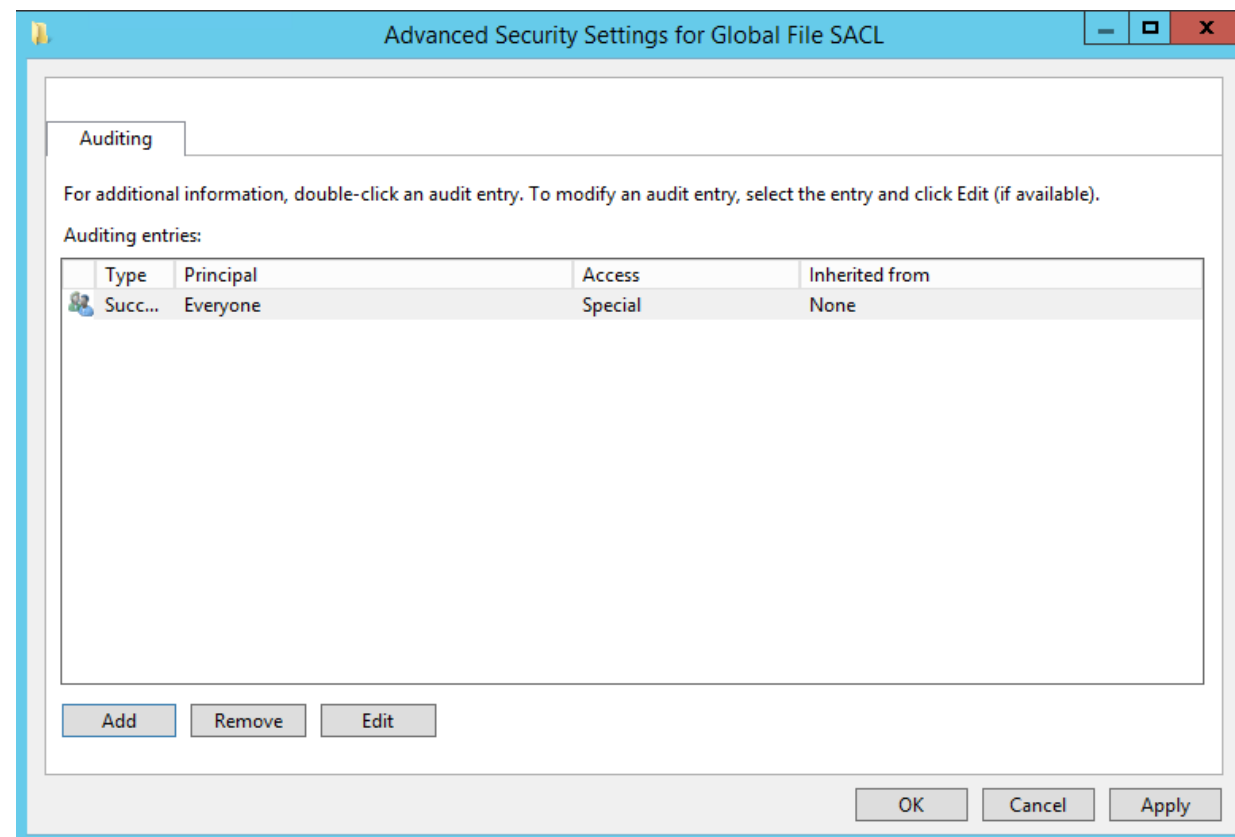 Advanced Security Settings for Global File SACL
x
Auditing
For additional information, double-click an audit entry. To modify an audit entry, select the entry and click Edit (if available).
Auditing entries:
Type Principal Access Inherited from
Succ... Everyone Special None
Add Remove Edit
OK Cancel Apply